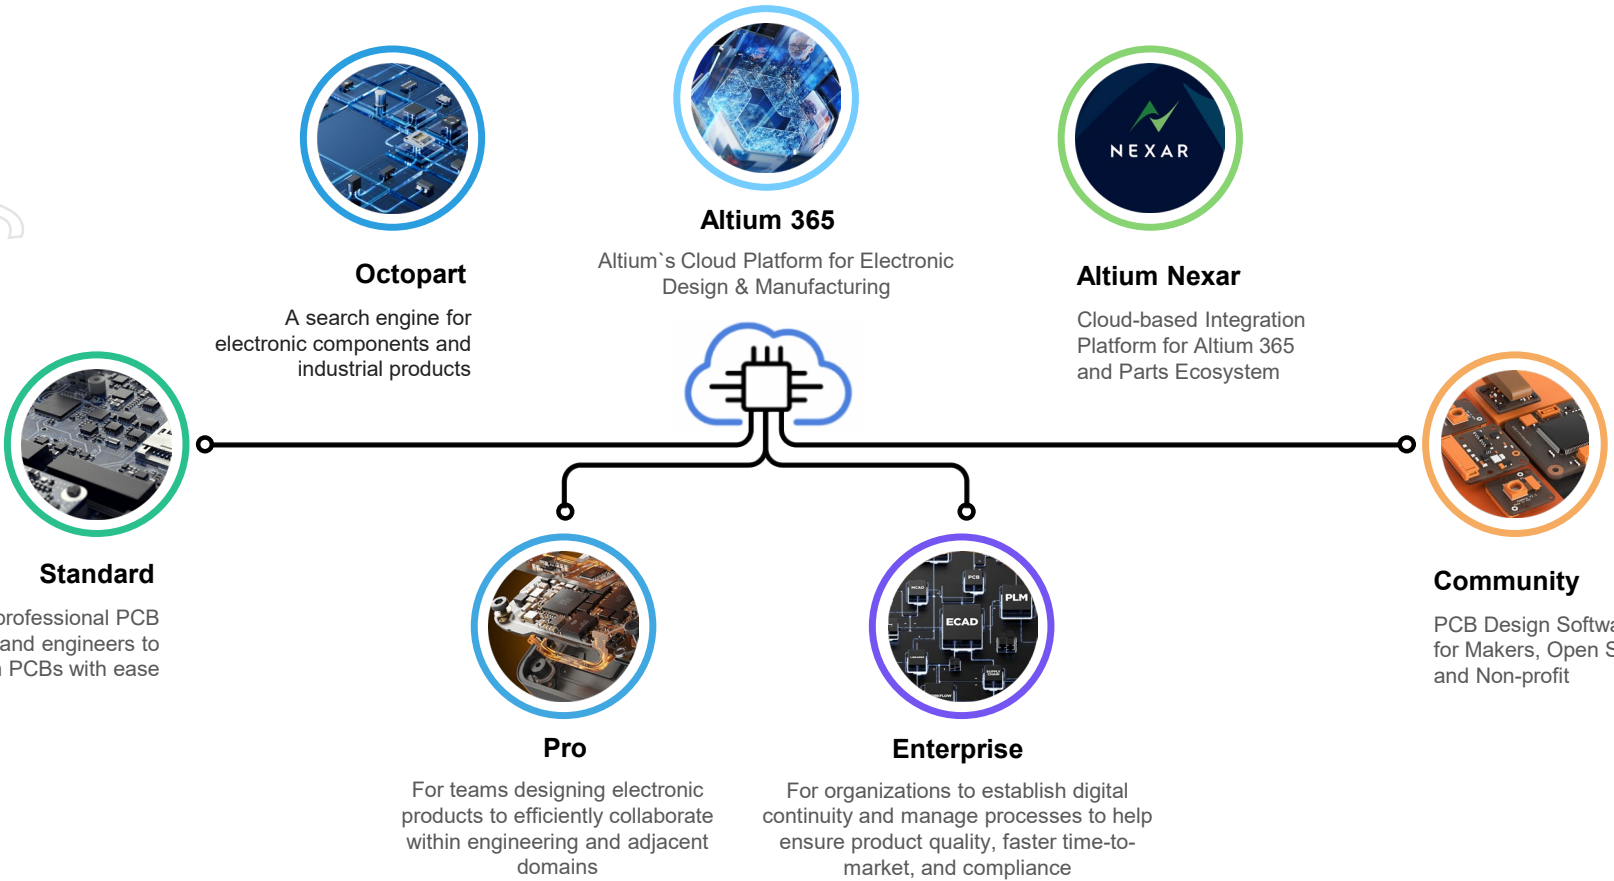 NEXAR
Altium 365
Altium`s Cloud Platform for Electronic
Design & Manufacturing
Octopart
A search engine for
electronic components and
industrial products
Altium Nexar
Cloud-based Integration
Platform for Altium 365
and Parts Ecosystem
Standard
professional PCB
and engineers to
PCBs with ease
Community
PCB Design
for Makers, Open
and Non-profit
MCAD
PCB
PLM
ECAD
SUPPLY
CHAIN
Pro
For teams designing electronic
products to efficiently collaborate
within engineering and adjacent
domains
Enterprise
For organizations to establish digital
continuity and manage processes to help
ensure product quality, faster time-to-
market, and compliance